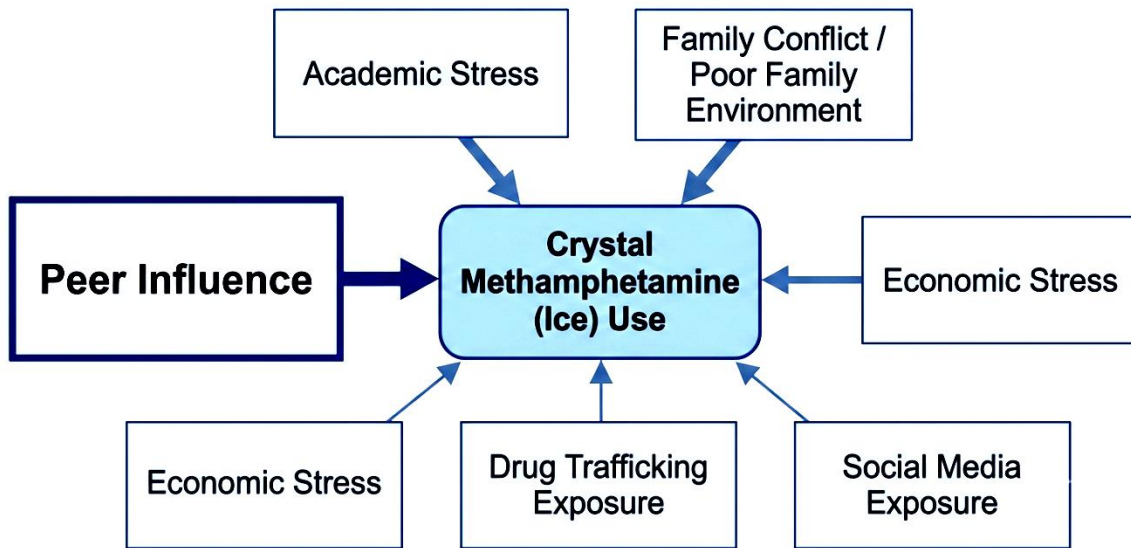 Academic Stress
Family Conflict /
Poor Family
Environment
Peer Influence
Crystal
Methamphetamine
(Ice) Use
Economic Stress
Economic Stress
Drug Trafficking
Exposure
Social Media
Exposure